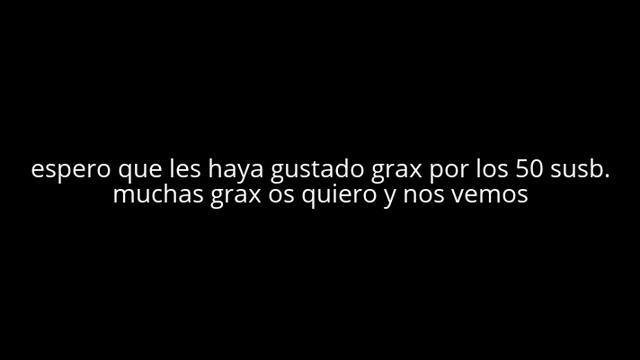 espero que les haya gustado grax por los 50 susb.
muchas grax os quiero y nos vemos